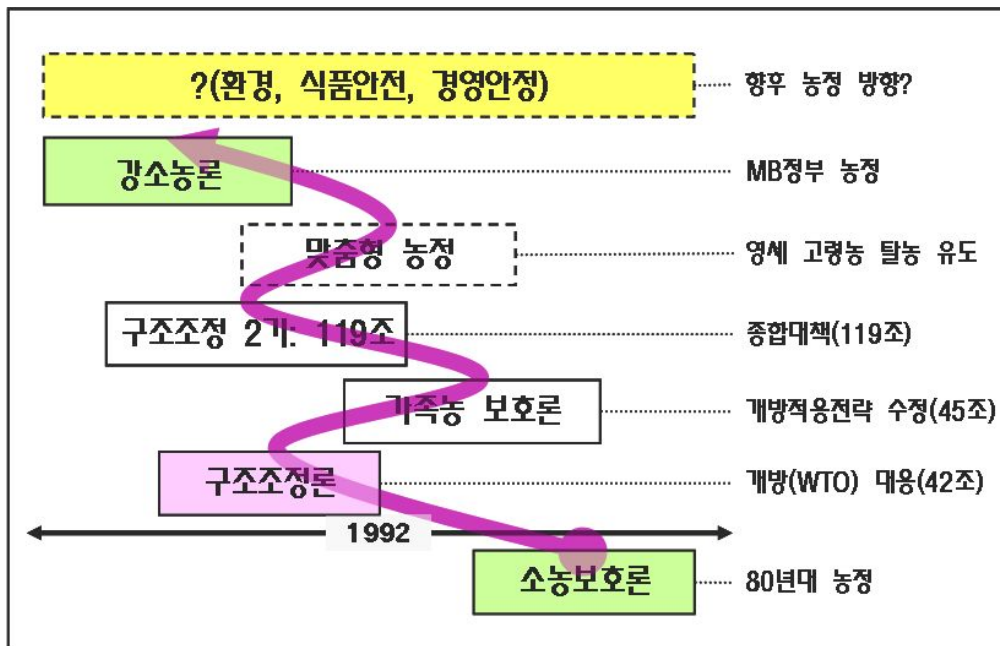 ?(환경, 식품안전, 경영안정)
향후 농정 방향?
강소농론
MB정부 농정
맞춤형 농정
영세 고령농 탈농 유도
구조조정 2기: 119조
종합대책(119조)
가족농 보호론
개방적응전략 수정(45조)
구조조정론
개방(WTO) 대응(42조)
1992
소농보호론
80년대 농정